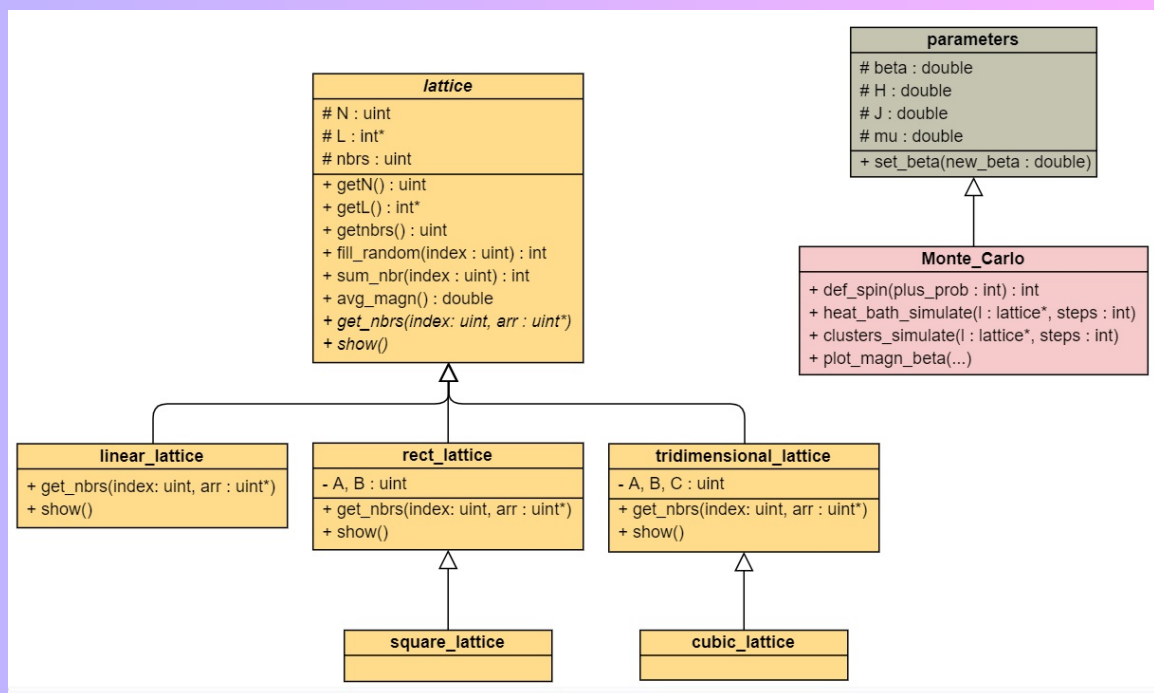 lattice
# N : uint
# L : int*
# nbrs : uint
+ getN() : uint
+ getL() : int*
+ getnbrs() : uint
+ fill_random(index : uint) : int
+ sum_nbr(index : uint) : int
+ avg_magn() : double
+ get_nbrs(index: uint, arr : uint*)
+ show()
parameters
# beta : double
# H : double
# J : double
# mu : double
+ set_beta(new_beta : double)
Monte_Carlo
+ def_spin(plus_prob : int) : int
+ heat_bath_simulate(l : lattice*, steps : int)
+ clusters_simulate(l : lattice*, steps : int)
+ plot_magn_beta(...)
linear_lattice
+ get_nbrs(index: uint, arr : uint*)
+ show()
rect_lattice
- A, B : uint
+ get_nbrs(index: uint, arr : uint*)
+ show()
tridimensional_lattice
- A, B, C : uint
+ get_nbrs(index: uint, arr : uint*)
+ show()
square_lattice
cubic_lattice